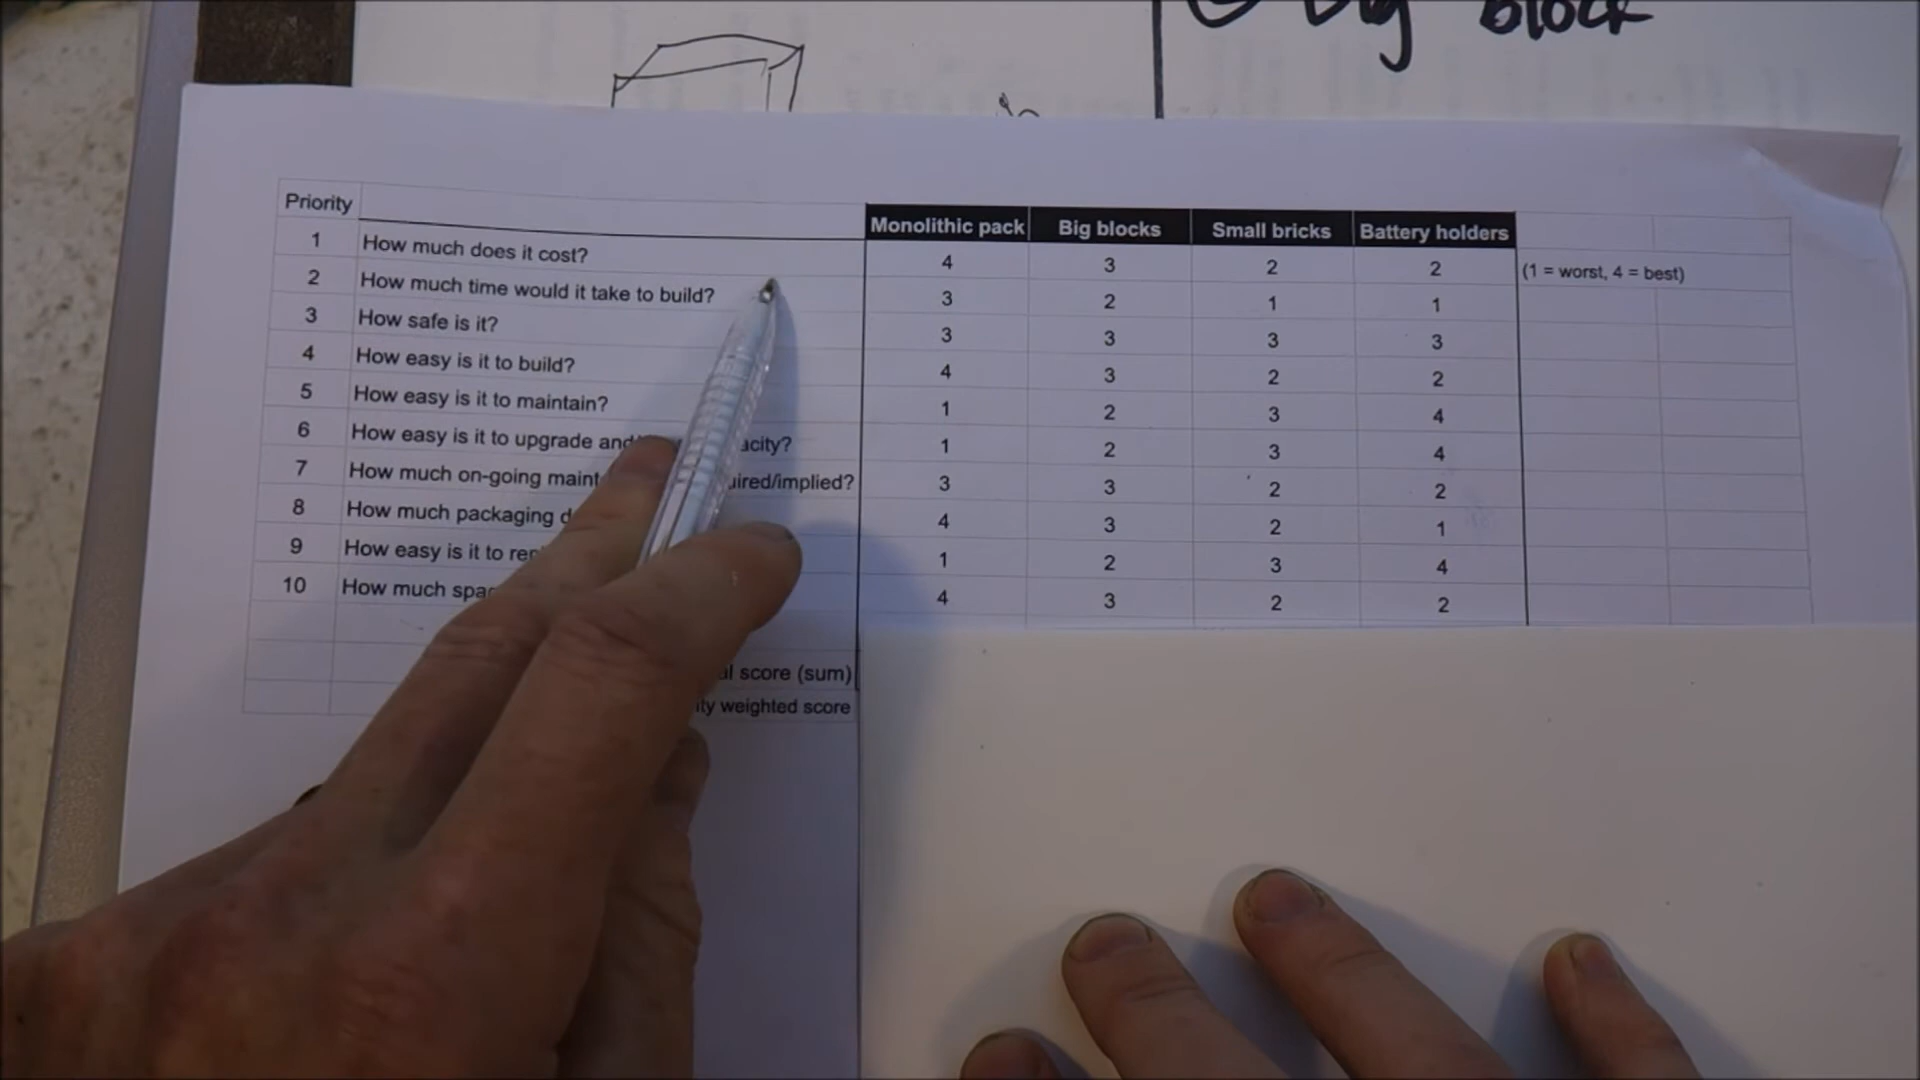 Big block
Priority Monolithic pack Big blocks Small bricks Battery holders
1 How much does it cost? 4 3 2 2 (1 = worst, 4 = best)
2 How much time would it take to build? 3 2 1 1
3 How safe is it? 3 3 3 3
4 How easy is it to build? 4 3 2 2
5 How easy is it to maintain? 1 2 3 4
6 How easy is it to upgrade 1 2 3 4
7 How much on-going 3 3 2 2
8 How much packaging 4 3 2 1
9 How easy is it to 1 2 3 4
10 How much 4 3 2 2
score (sum)
weighted score